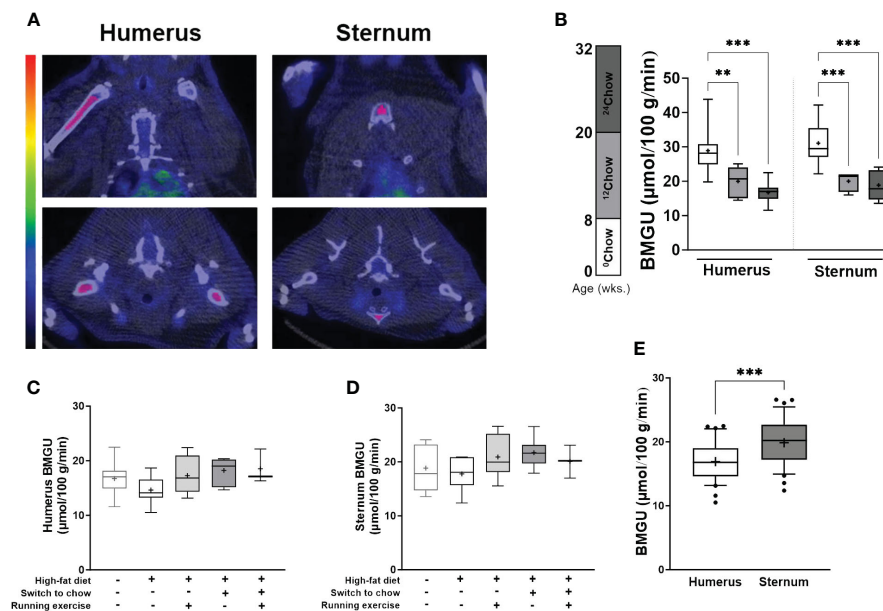 A
Humerus
Sternum
B
32
20
8
0
24Chow
12Chow
0Chow
Age (wks.)
BMGU (µmol/100 g/min)
50
40
30
20
10
0
***
**
***
***
Humerus
Sternum
C
Humerus BMGU
(µmol/100 g/min)
30
20
10
0
High-fat diet - + + + +
Switch to chow - - - + +
Running exercise - - + - +
D
Sternum BMGU
(µmol/100 g/min)
30
20
10
0
High-fat diet - + + + +
Switch to chow - - - + +
Running exercise - - + - +
E
BMGU (µmol/100 g/min)
30
20
10
0
***
Humerus
Sternum